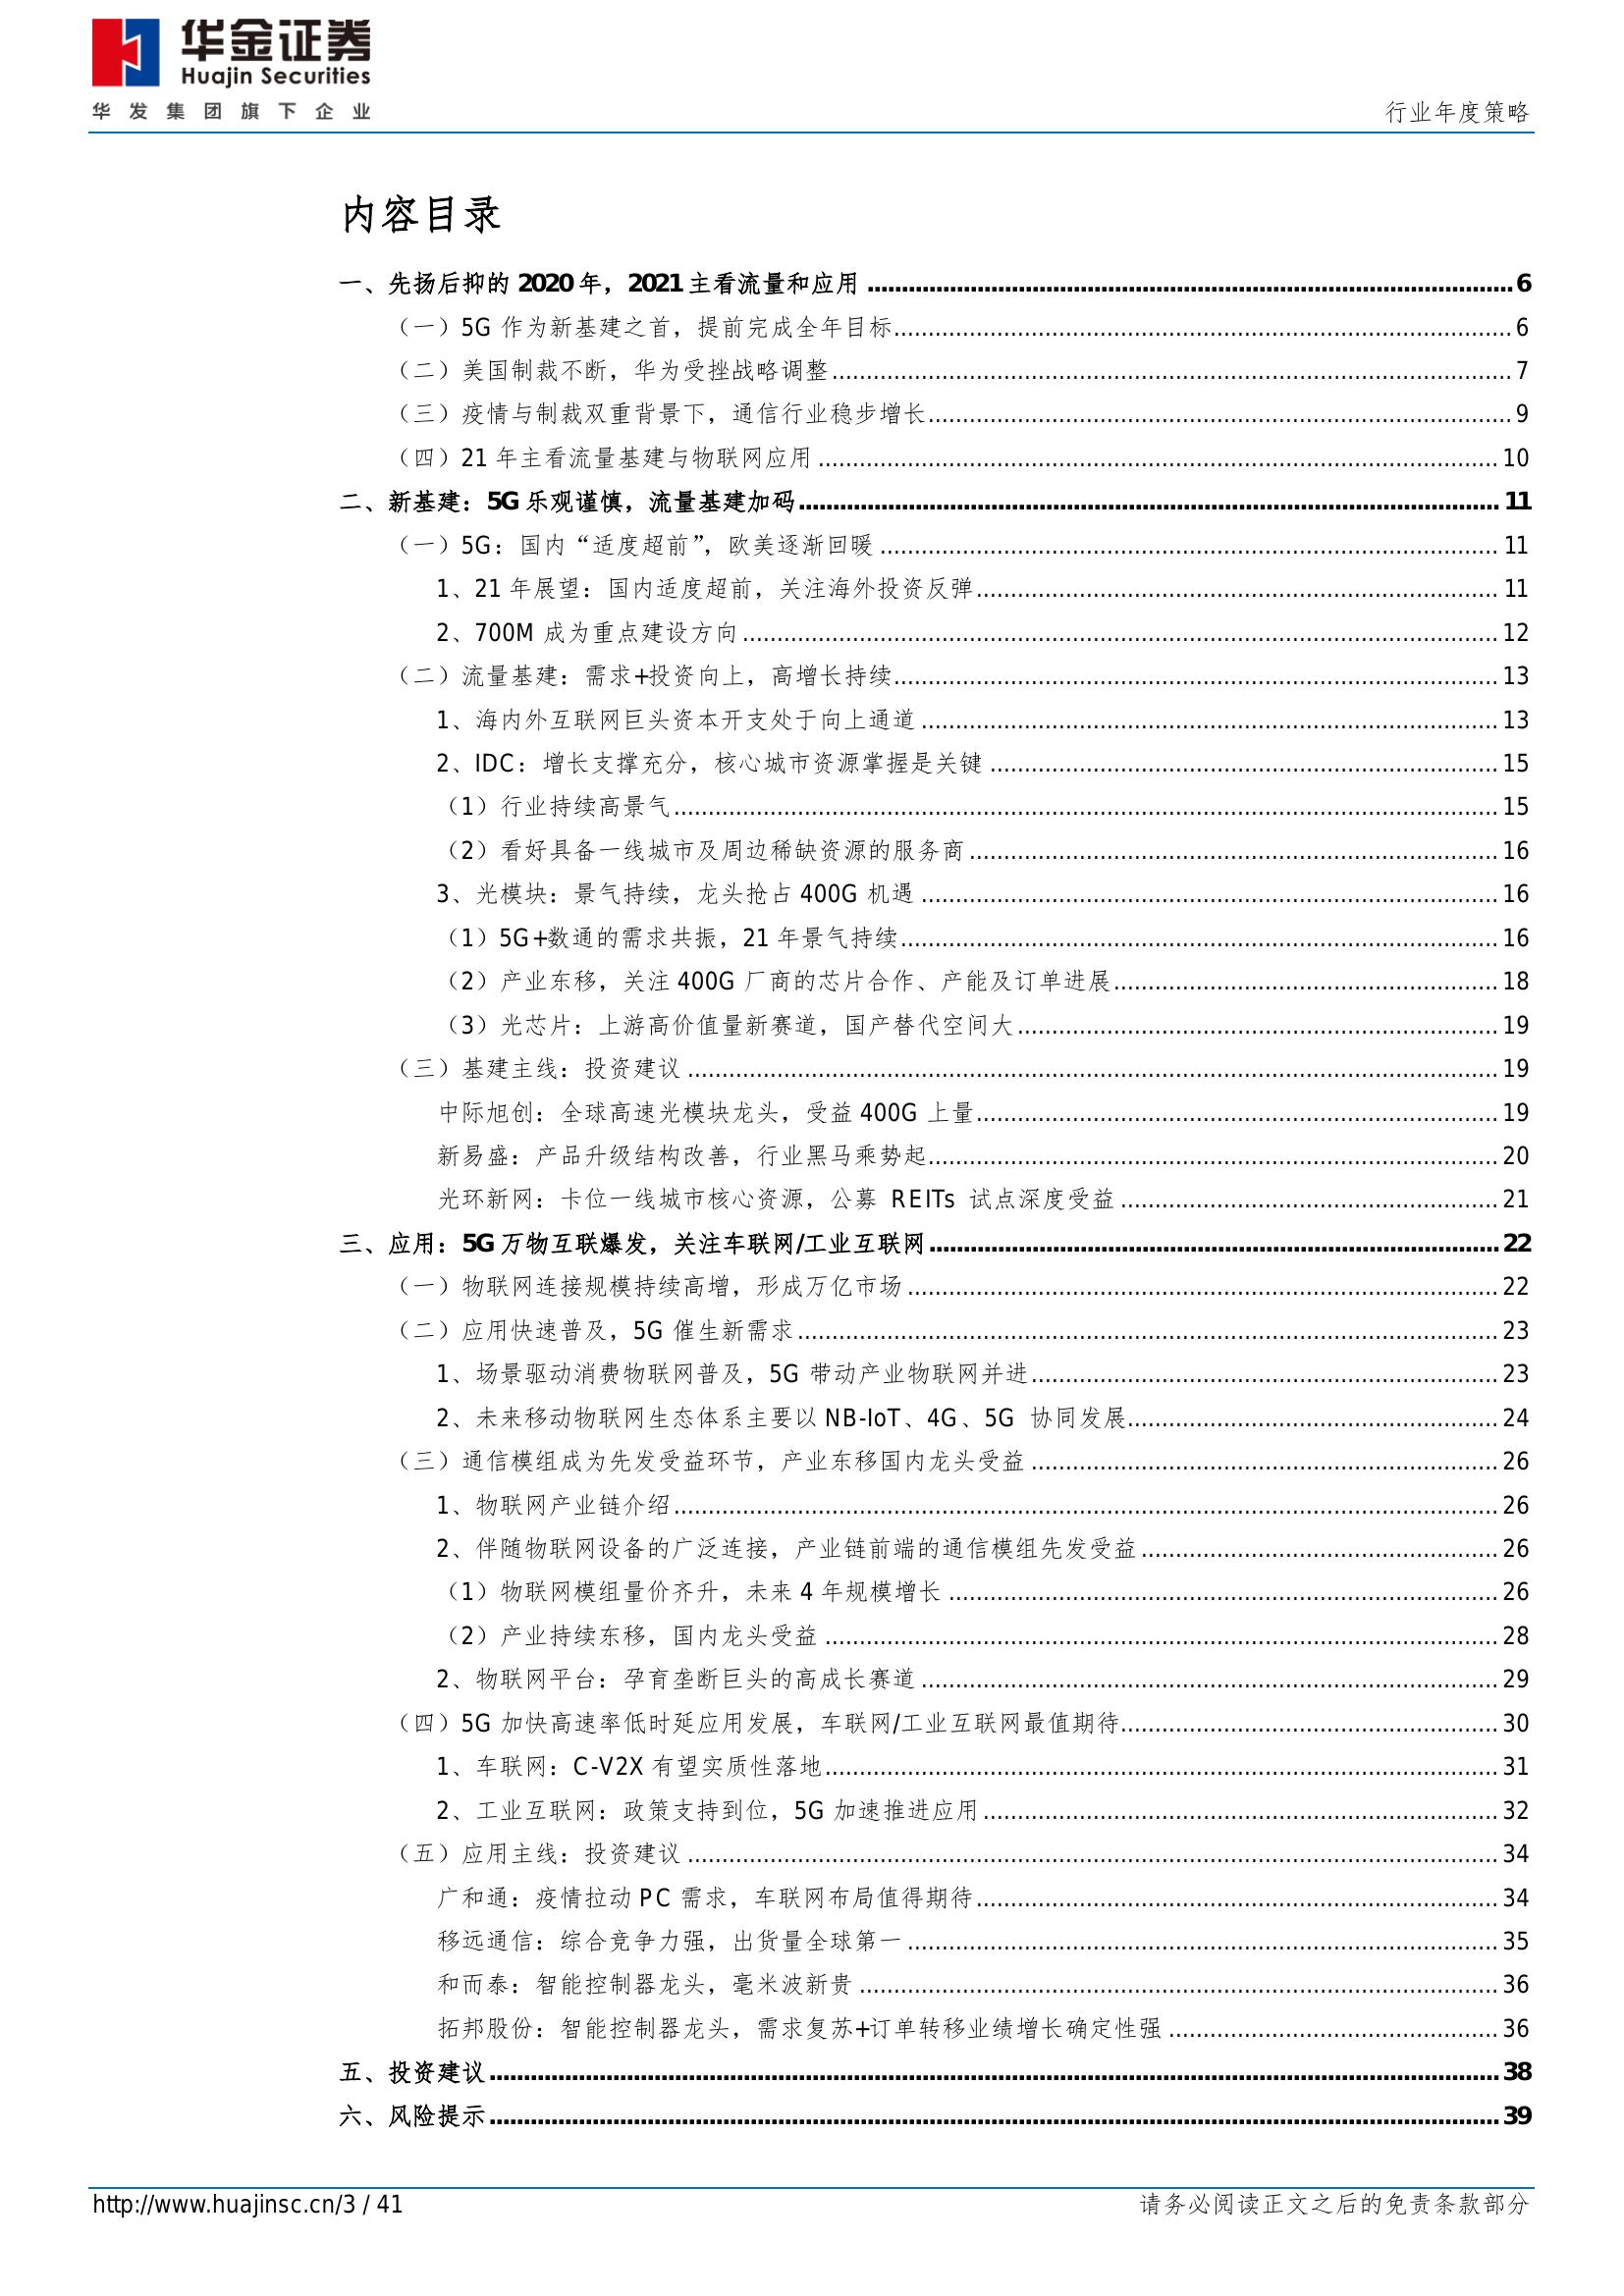 华金证券
Huajin Securities
华发集团旗下企业
行业年度策略
内容目录
一、先扬后抑的 2020 年，2021 主看流量和应用 6
（一）5G 作为新基建之首，提前完成全年目标 6
（二）美国制裁不断，华为受挫战略调整 7
（三）疫情与制裁双重背景下，通信行业稳步增长 9
（四）21 年主看流量基建与物联网应用 10
二、新基建：5G 乐观谨慎，流量基建加码 11
（一）5G：国内“适度超前”，欧美逐渐回暖 11
1、21 年展望：国内适度超前，关注海外投资反弹 11
2、700M 成为重点建设方向 12
（二）流量基建：需求+投资向上，高增长持续 13
1、海内外互联网巨头资本开支处于向上通道 13
2、IDC：增长支撑充分，核心城市资源掌握是关键 15
（1）行业持续高景气 15
（2）看好具备一线城市及周边稀缺资源的服务商 16
3、光模块：景气持续，龙头抢占 400G 机遇 16
（1）5G+数通的需求共振，21 年景气持续 16
（2）产业东移，关注 400G 厂商的芯片合作、产能及订单进展 18
（3）光芯片：上游高价值量新赛道，国产替代空间大 19
（三）基建主线：投资建议 19
中际旭创：全球高速光模块龙头，受益 400G 上量 19
新易盛：产品升级结构改善，行业黑马乘势起 20
光环新网：卡位一线城市核心资源，公募 REITs 试点深度受益 21
三、应用：5G 万物互联爆发，关注车联网/工业互联网 22
（一）物联网连接规模持续高增，形成万亿市场 22
（二）应用快速普及，5G 催生新需求 23
1、场景驱动消费物联网普及，5G 带动产业物联网并进 23
2、未来移动物联网生态体系主要以 NB-IoT、4G、5G 协同发展 24
（三）通信模组成为先发受益环节，产业东移国内龙头受益 26
1、物联网产业链介绍 26
2、伴随物联网设备的广泛连接，产业链前端的通信模组先发受益 26
（1）物联网模组量价齐升，未来 4 年规模增长 26
（2）产业持续东移，国内龙头受益 28
2、物联网平台：孕育垄断巨头的高成长赛道 29
（四）5G 加快高速率低时延应用发展，车联网/工业互联网最值期待 30
1、车联网：C-V2X 有望实质性落地 31
2、工业互联网：政策支持到位，5G 加速推进应用 32
（五）应用主线：投资建议 34
广和通：疫情拉动 PC 需求，车联网布局值得期待 34
移远通信：综合竞争力强，出货量全球第一 35
和而泰：智能控制器龙头，毫米波新贵 36
拓邦股份：智能控制器龙头，需求复苏+订单转移业绩增长确定性强 36
五、投资建议 38
六、风险提示 39
http://www.huajinsc.cn/3 / 41
请务必阅读正文之后的免责条款部分